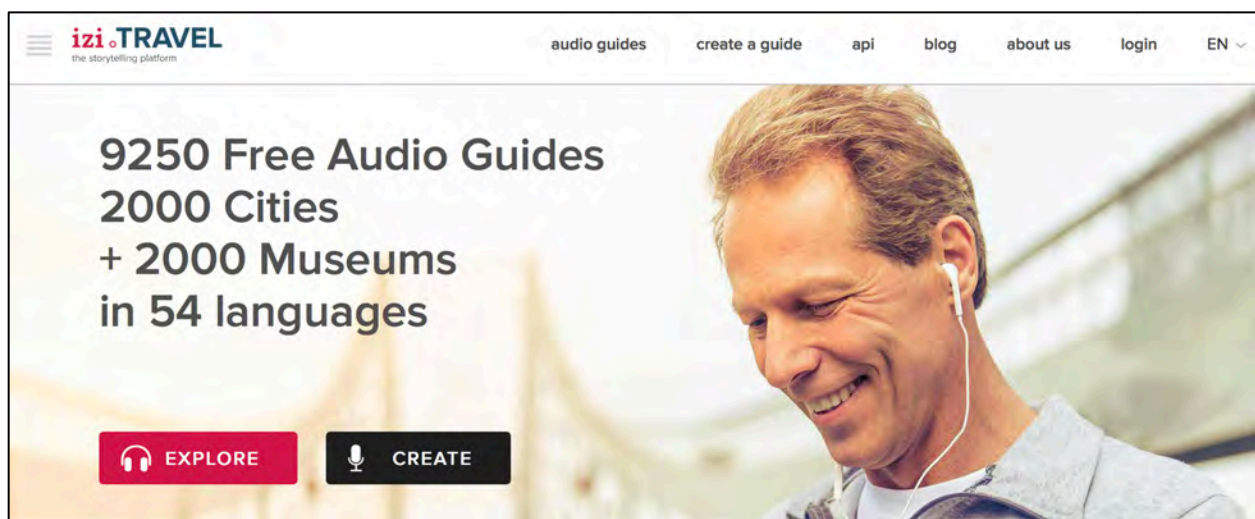 izi.TRAVEL
the storytelling platform
audio guides create a guide api blog about us login EN
9250 Free Audio Guides
2000 Cities
+ 2000 Museums
in 54 languages
EXPLORE CREATE